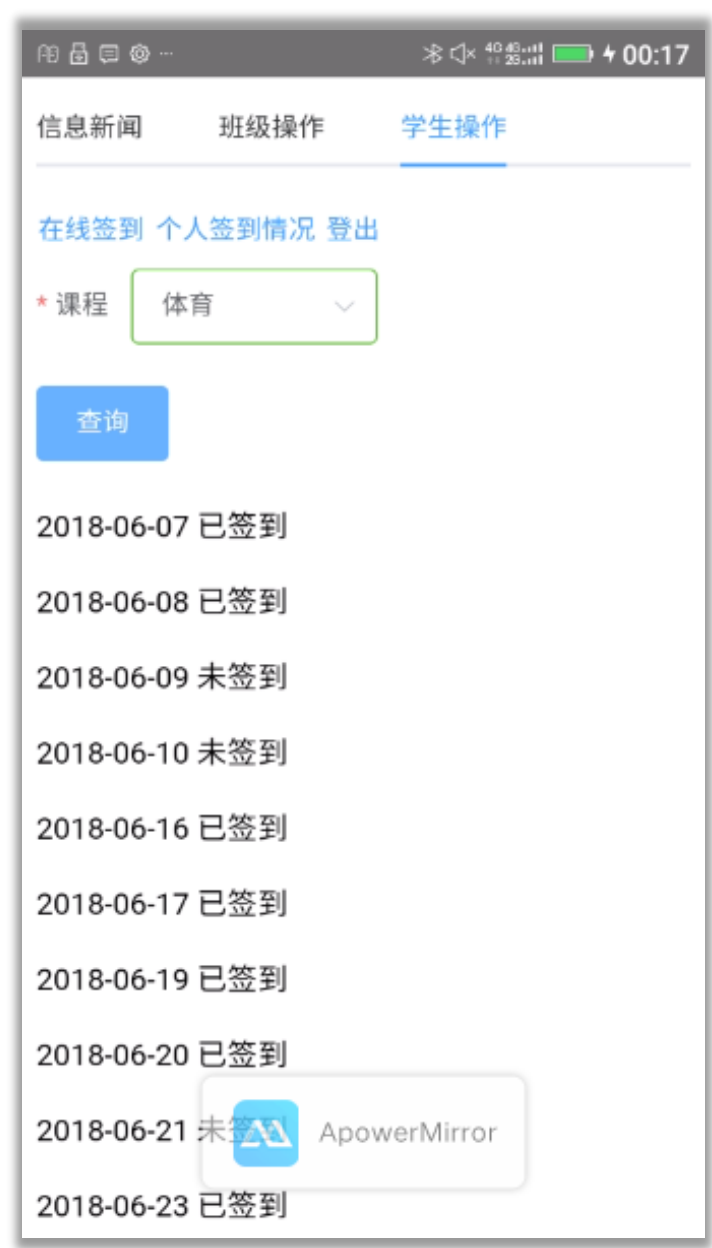 00:17
信息新闻 班级操作 学生操作
在线签到 个人签到情况 登出
* 课程 体育
查询
2018-06-07 已签到
2018-06-08 已签到
2018-06-09 未签到
2018-06-10 未签到
2018-06-16 已签到
2018-06-17 已签到
2018-06-19 已签到
2018-06-20 已签到
2018-06-21 未签到
ApowerMirror
2018-06-23 已签到